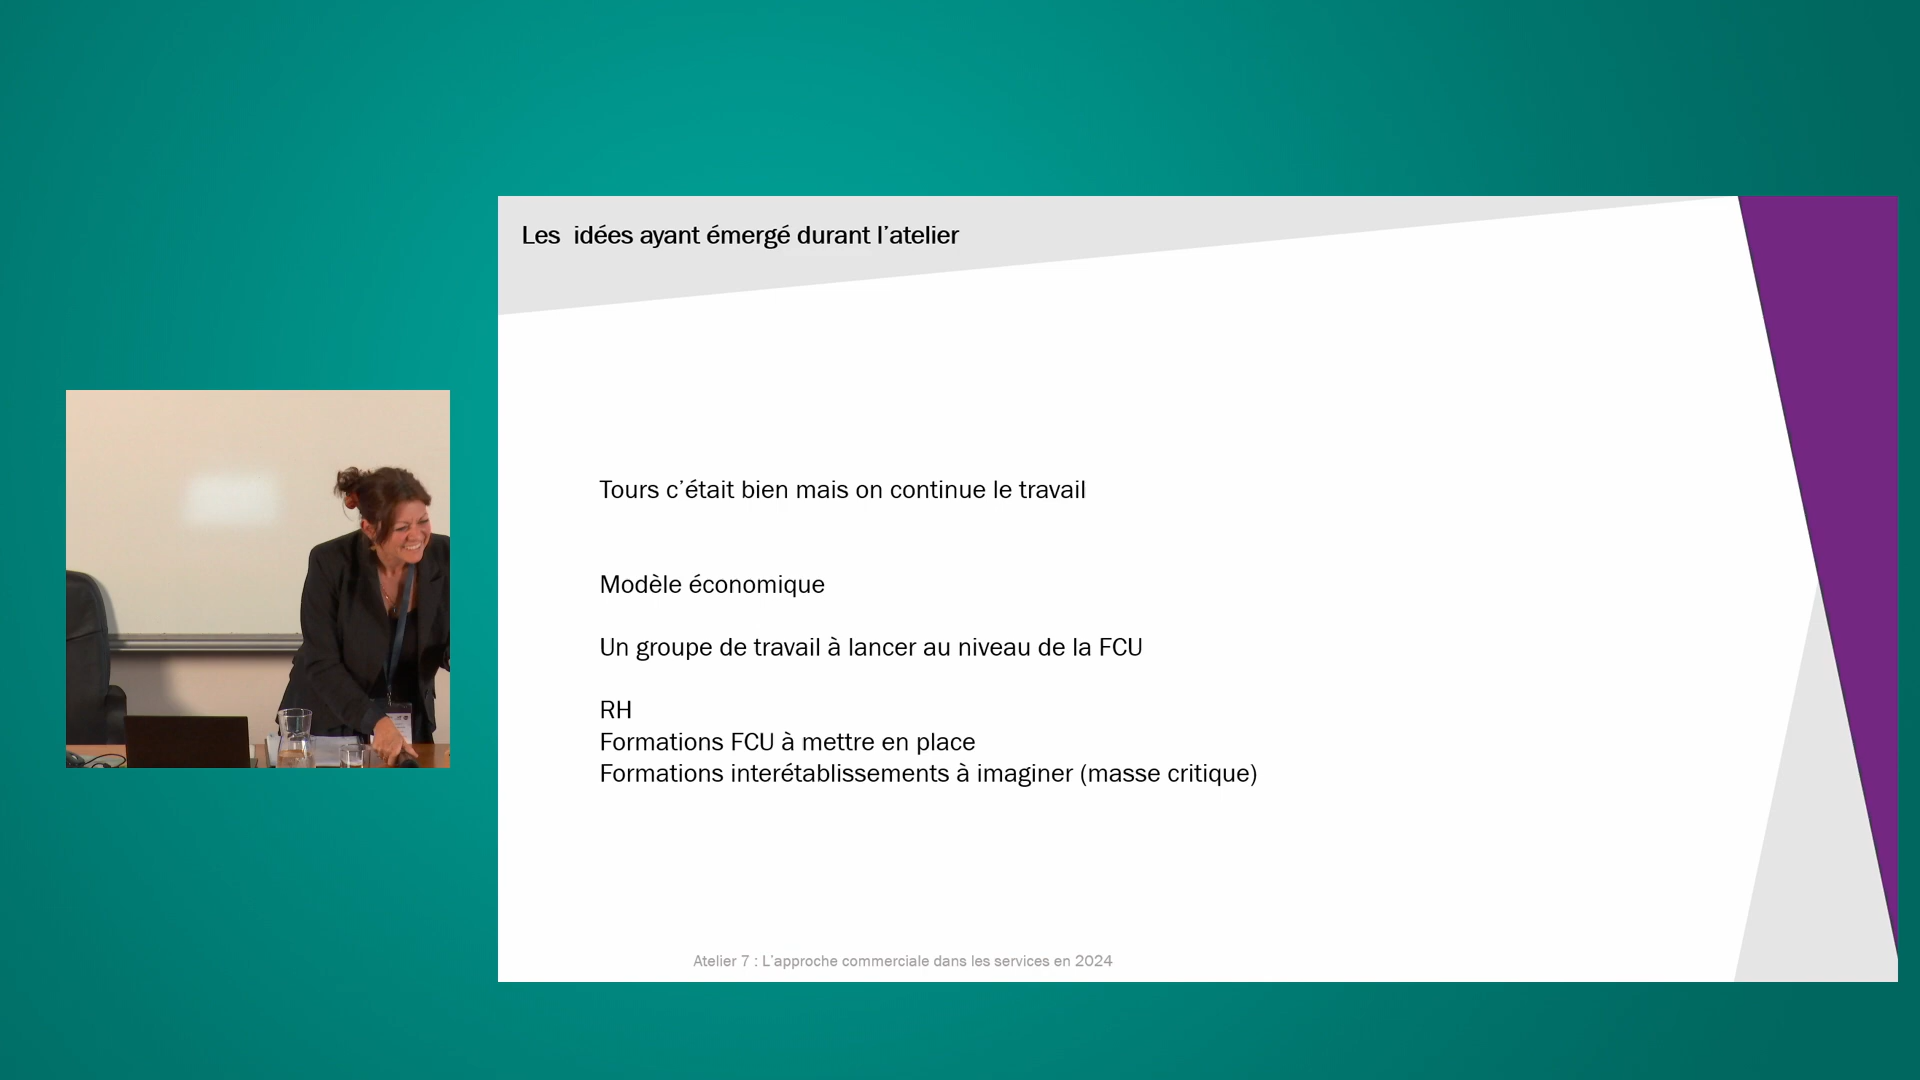 Les  idées ayant émergé durant l’atelier
Tours c’était bien mais on continue le travail
Modèle économique
Un groupe de travail à lancer au niveau de la FCU
RH
Formations FCU à mettre en place
Formations interétablissements à imaginer (masse critique)
Atelier 7 : L’approche commerciale dans les services en 2024